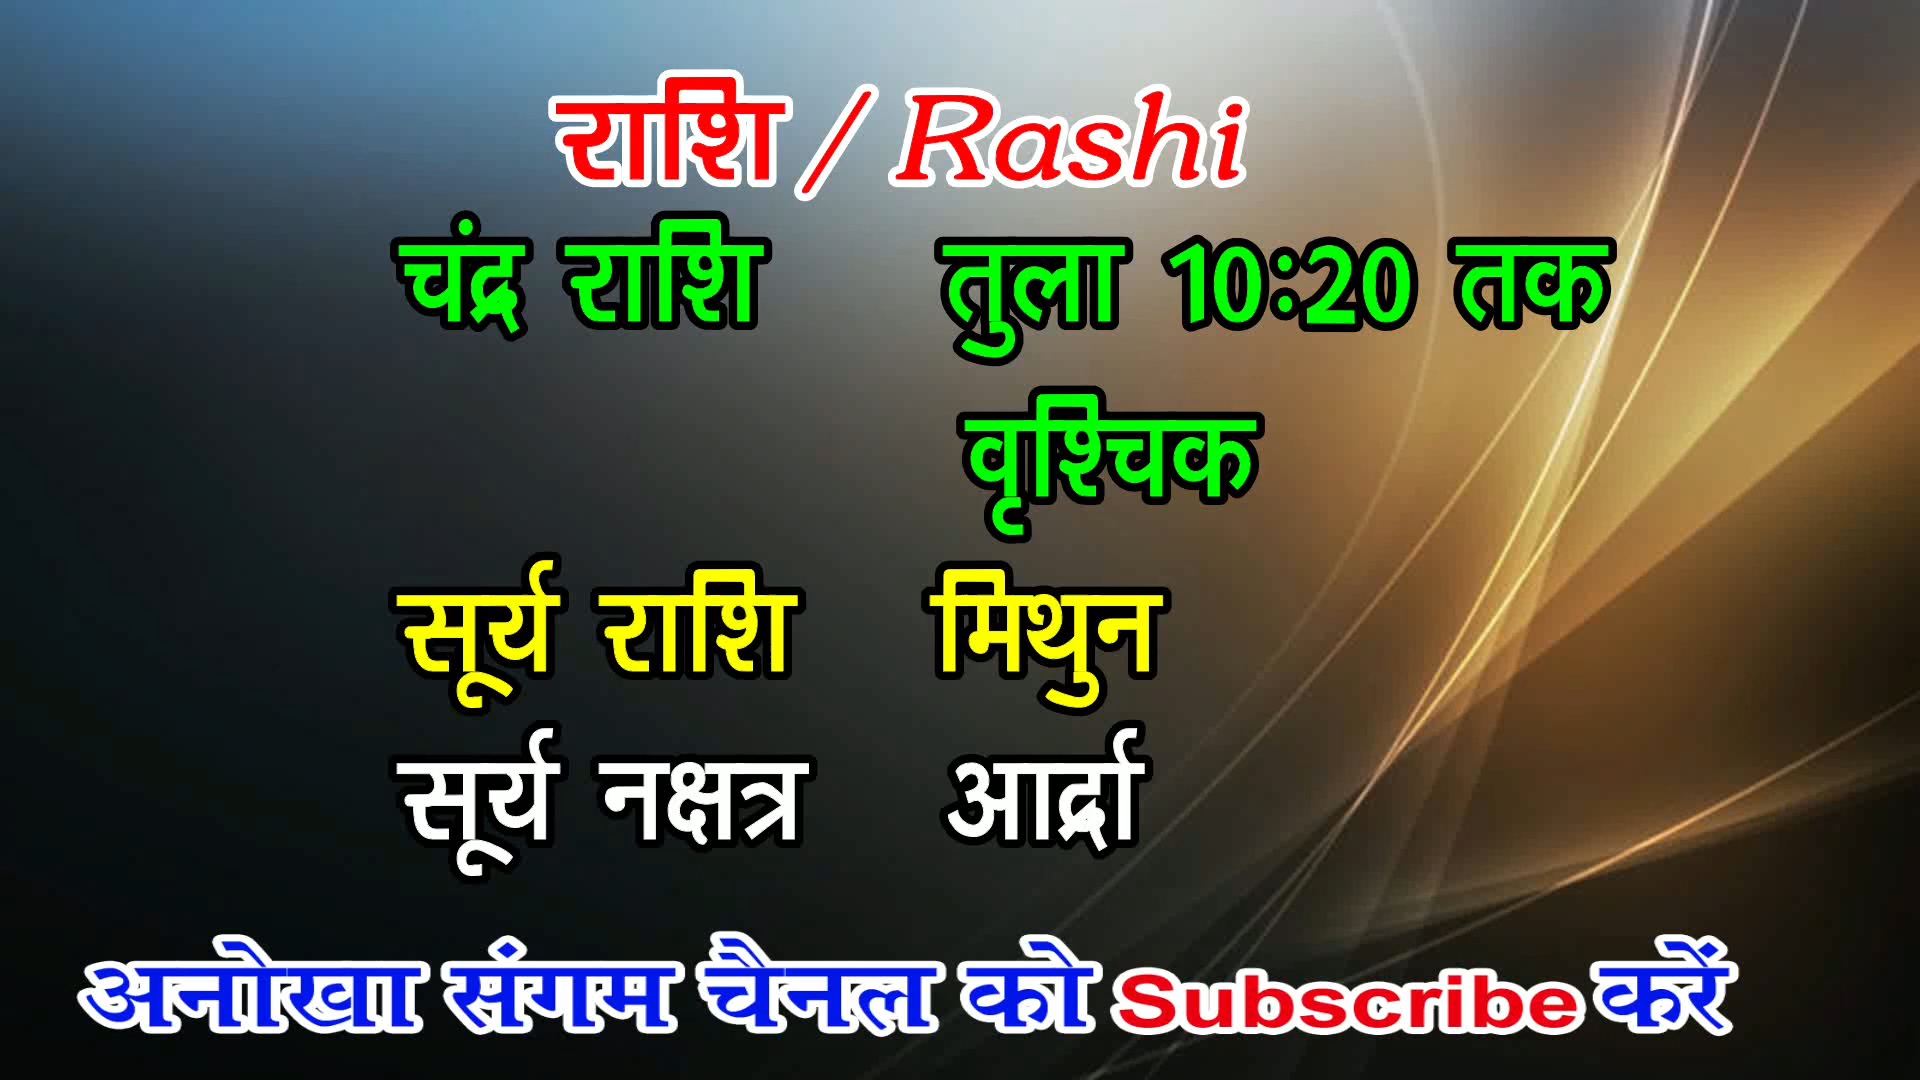 राशि / Rashi
चंद्र राशि तुला 10:20 तक
वृश्चिक
सूर्य राशि मिथुन
सूर्य नक्षत्र आर्द्रा
अनोखा संगम चैनल को Subscribe करें